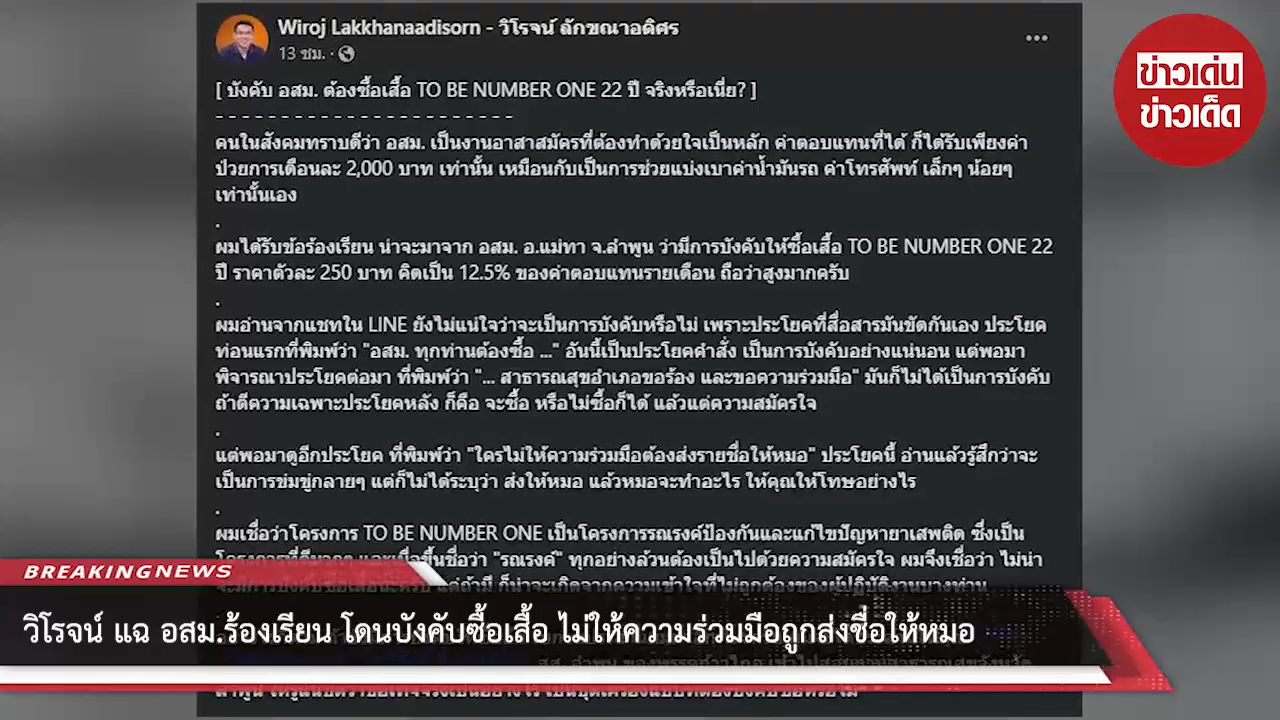 Wiroj Lakkhanaadisorn - วิโรจน์ ลักขณาอดิศร
13 ชม. ·
ข่าวเด่น
ข่าวเด็ด
[ บังคับ อสม. ต้องซื้อเสื้อ TO BE NUMBER ONE 22 ปี จริงหรือเนี่ย? ]
- - - - - - - - - - - - - - - - - - - - - - -
คนในสังคมทราบดีว่า อสม. เป็นงานอาสาสมัครที่ต้องทำด้วยใจเป็นหลัก ค่าตอบแทนที่ได้ ก็ได้รับเพียงค่า
ป่วยการเดือนละ 2,000 บาท เท่านั้น เหมือนกับเป็นการช่วยแบ่งเบาค่าน้ำมันรถ ค่าโทรศัพท์ เล็กๆ น้อยๆ
เท่านั้นเอง
.
ผมได้รับข้อร้องเรียน น่าจะมาจาก อสม. อ.แม่ทา จ.ลำพูน ว่ามีการบังคับให้ซื้อเสื้อ TO BE NUMBER ONE 22
ปี ราคาตัวละ 250 บาท คิดเป็น 12.5% ของค่าตอบแทนรายเดือน ถือว่าสูงมากครับ
.
ผมอ่านจากแชทใน LINE ยังไม่แน่ใจว่าจะเป็นการบังคับหรือไม่ เพราะประโยคที่สื่อสารมันขัดกันเอง ประโยค
ท่อนแรกที่พิมพ์ว่า "อสม. ทุกท่านต้องซื้อ ..." อันนี้เป็นประโยคคำสั่ง เป็นการบังคับอย่างแน่นอน แต่พอมา
พิจารณาประโยคต่อมา ที่พิมพ์ว่า "... สาธารณสุขอำเภอขอร้อง และขอความร่วมมือ" มันก็ไม่ได้เป็นการบังคับ
ถ้าตีความเฉพาะประโยคหลัง ก็คือ จะซื้อ หรือไม่ซื้อก็ได้ แล้วแต่ความสมัครใจ
.
แต่พอมาดูอีกประโยค ที่พิมพ์ว่า "ใครไม่ให้ความร่วมมือต้องส่งรายชื่อให้หมอ" ประโยคนี้ อ่านแล้วรู้สึกว่าจะ
เป็นการข่มขู่กลายๆ แต่ก็ไม่ได้ระบุว่า ส่งให้หมอ แล้วหมอจะทำอะไร ให้คุณให้โทษอย่างไร
.
ผมเชื่อว่าโครงการ TO BE NUMBER ONE เป็นโครงการรณรงค์ป้องกันและแก้ไขปัญหายาเสพติด ซึ่งเป็น
ขึ้นชื่อว่า "รณรงค์" ทุกอย่างล้วนต้องเป็นไปด้วยความสมัครใจ ผมจึงเชื่อว่า ไม่น่า
BREAKING NEWS
วิโรจน์ แฉ อสม.ร้องเรียน โดนบังคับซื้อเสื้อ ไม่ให้ความร่วมมือถูกส่งชื่อให้หมอ